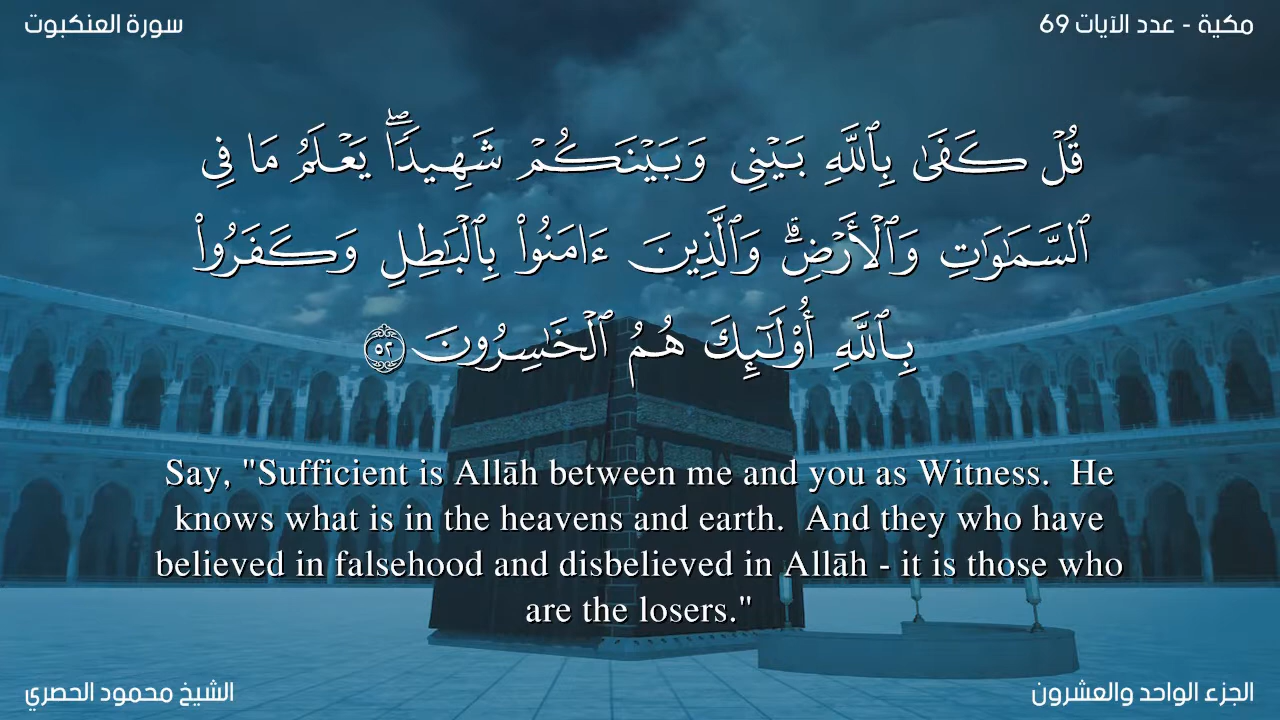 مكية - عدد الآيات 69
سورة العنكبوت
قُلْ كَفَىٰ بِٱللَّهِ بَيْنِى وَبَيْنَكُمْ شَهِيدًۭا ۖ يَعْلَمُ مَا فِى
ٱلسَّمَـٰوَٰتِ وَٱلْأَرْضِ ۗ وَٱلَّذِينَ ءَامَنُوا۟ بِٱلْبَـٰطِلِ وَكَفَرُوا۟
بِٱللَّهِ أُو۟لَـٰٓئِكَ هُمُ ٱلْخَـٰسِرُونَ ٥٢
Say, "Sufficient is Allāh between me and you as Witness.  He
knows what is in the heavens and earth.  And they who have
believed in falsehood and disbelieved in Allāh - it is those who
are the losers."
الجزء الواحد والعشرون
الشيخ محمود الحصري